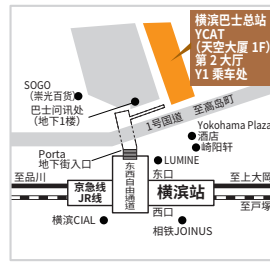 横滨巴士总站
YCAT
(天空大厦 1F)
第 2 大厅
Y1 乘车处
SOGO
(崇光百货)
巴士问讯处
(地下1楼)
1号国道
至高岛町
Yokohama Plaza
酒店
崎阳轩
Porta
地下街入口
LUMINE
东口
东西自由通道
至品川
至上大冈
京急线
JR线
横滨站
至户塚
西口
横滨CIAL
相铁JOINUS